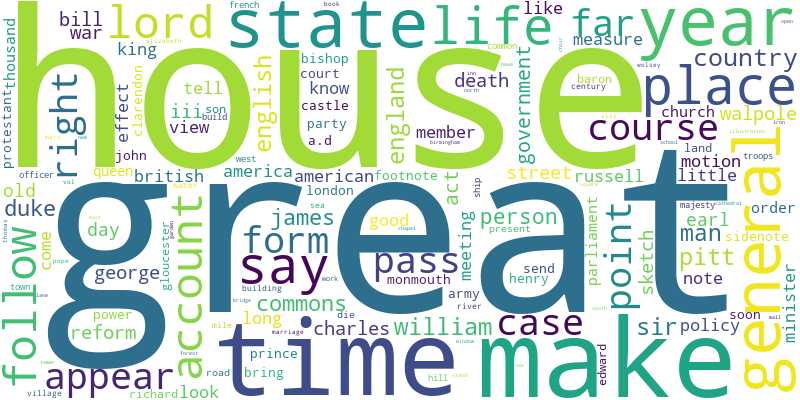 house
great
time
make
state
life
year
general
say
place
lord
follow
appear
account
form
course
case
pass
point
right
far
duke
william
commons
james
charles
person
pitt
sir
man
earl
country
walpole
government
england
english
act
death
russell
street
reform
day
old
come
george
bill
war
king
like
measure
minister
parliament
sketch
policy
note
order
sidenote
motion
little
church
land
member
british
america
american
footnote
london
queen
john
view
iii
tell
son
build
know
castle
court
bishop
party
a.d
effect
clarendon
thousand
protestant
french
book
elizabeth
common
baron
century
inn
north
birmingham
wolsey
open
iron
troops
school
illustration
majesty
cathedral
soon
edward
send
henry
present
army
river
monmouth
meeting
ship
good
sea
west
water
gloucester
long
prince
bring
road
mile
richard
look
village
town
power
officer
vol
new
pope
lane
forest
tower
chapel
work
building
bridge
marriage
die
hill
window
south
wall
square
east
garden
thomas